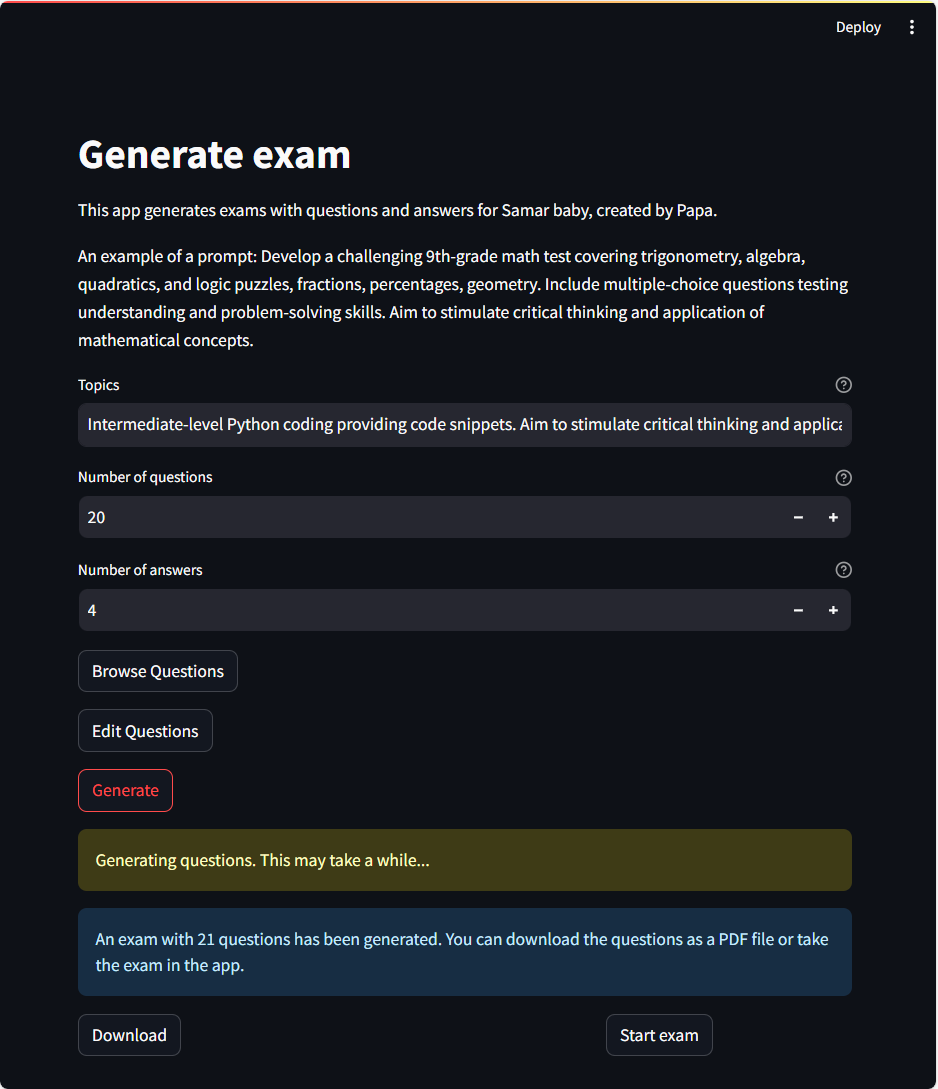 Deploy
Generate exam
This app generates exams with questions and answers for Samar baby, created by Papa.
An example of a prompt: Develop a challenging 9th-grade math test covering trigonometry, algebra,
quadratics, and logic puzzles, fractions, percentages, geometry. Include multiple-choice questions testing
understanding and problem-solving skills. Aim to stimulate critical thinking and application of
mathematical concepts.
Topics
Intermediate-level Python coding providing code snippets. Aim to stimulate critical thinking and applica
Number of questions
20
Number of answers
4
Browse Questions
Edit Questions
Generate
Generating questions. This may take a while...
An exam with 21 questions has been generated. You can download the questions as a PDF file or take
the exam in the app.
Download
Start exam